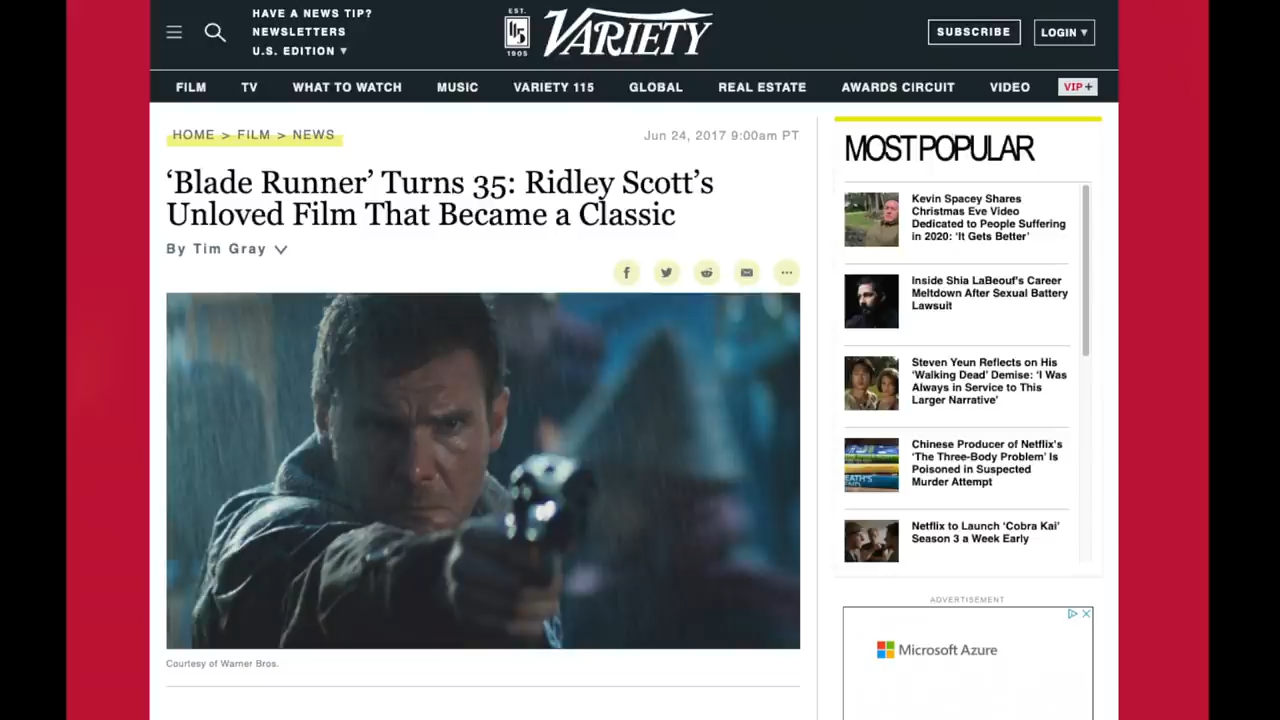 HAVE A NEWS TIP?
NEWSLETTERS
U.S. EDITION ▼
EST.
115
1905
VARIETY
SUBSCRIBE
LOGIN ▼
FILM
TV
WHAT TO WATCH
MUSIC
VARIETY 115
GLOBAL
REAL ESTATE
AWARDS CIRCUIT
VIDEO
VIP+
HOME > FILM > NEWS
Jun 24, 2017 9:00am PT
‘Blade Runner’ Turns 35: Ridley Scott’s
Unloved Film That Became a Classic
By Tim Gray
Courtesy of Warner Bros.
MOST POPULAR
Kevin Spacey Shares
Christmas Eve Video
Dedicated to People Suffering
in 2020: ‘It Gets Better’
Inside Shia LaBeouf’s Career
Meltdown After Sexual Battery
Lawsuit
Steven Yeun Reflects on His
‘Walking Dead’ Demise: ‘I Was
Always in Service to This
Larger Narrative’
Chinese Producer of Netflix’s
‘The Three-Body Problem’ Is
Poisoned in Suspected
Murder Attempt
Netflix to Launch ‘Cobra Kai’
Season 3 a Week Early
ADVERTISEMENT
Microsoft Azure